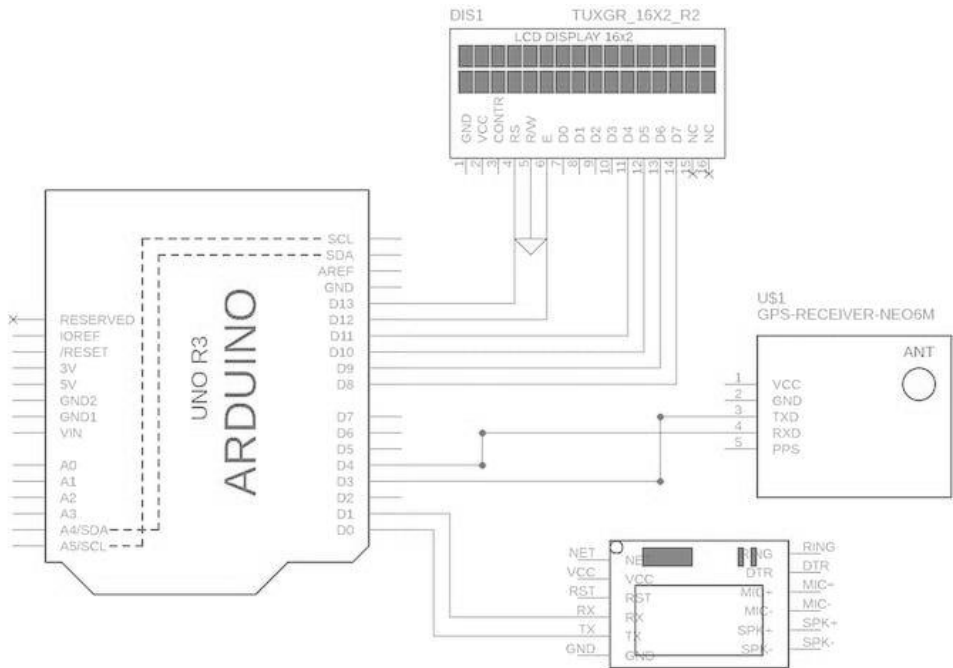 DIS1
TUXGR_16X2_R2
LCD DISPLAY 16x2
GND
VCC
CONTR
RS
R/W
E
D0
D1
D2
D3
D4
D5
D6
D7
NC
NC
1
2
3
4
5
6
7
8
9
10
11
12
13
14
15
16
UNO R3
ARDUINO
RESERVED
IOREF
/RESET
3V
5V
GND2
GND1
VIN
A0
A1
A2
A3
A4/SDA
A5/SCL
SCL
SDA
AREF
GND
D13
D12
D11
D10
D9
D8
D7
D6
D5
D4
D3
D2
D1
D0
U$1
GPS-RECEIVER-NEO6M
ANT
1 VCC
2 GND
3 TXD
4 RXD
5 PPS
NET
VCC
RST
RX
TX
GND
VCC
RST
RX
TX
GND
DTR
MIC+
MIC-
SPK+
SPK-
RING
DTR
MIC+
MIC-
SPK+
SPK-